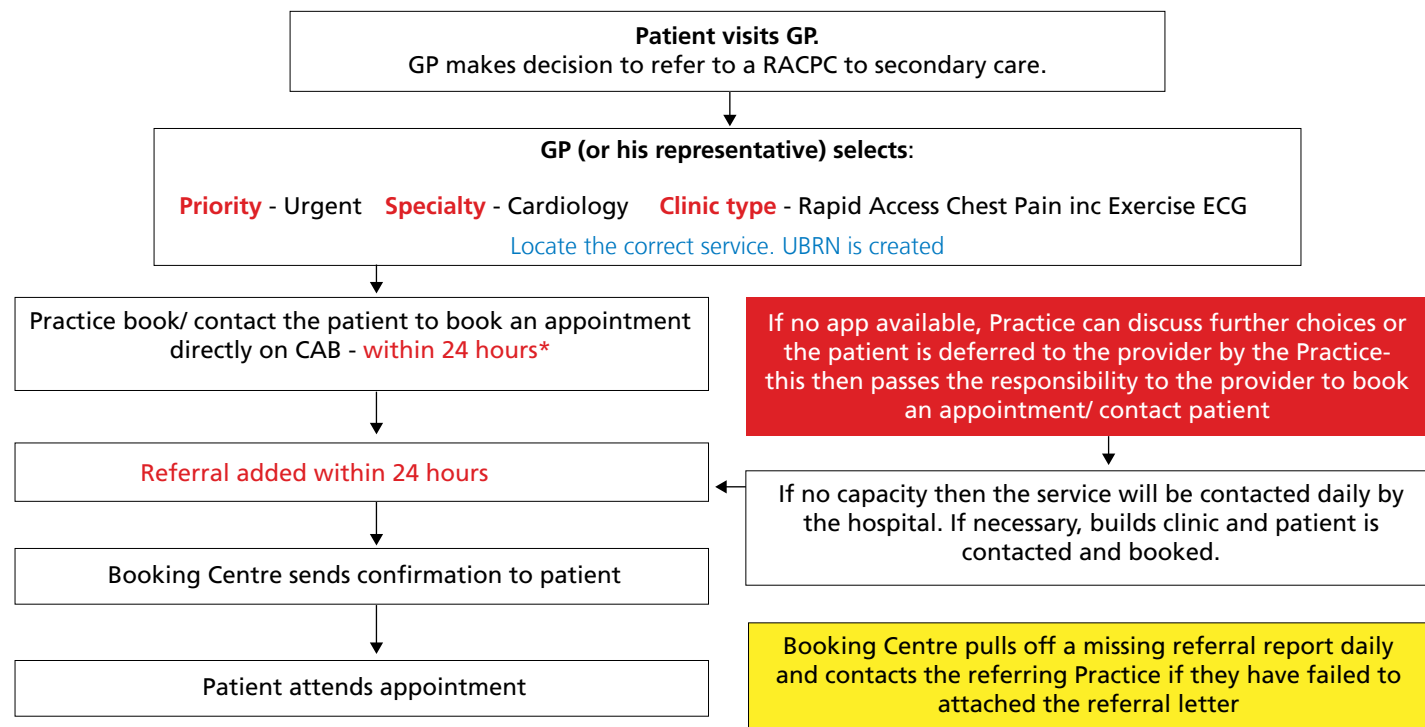 Patient visits GP.
GP makes decision to refer to a RACPC to secondary care.
GP (or his representative) selects:
Priority - Urgent Specialty - Cardiology Clinic type - Rapid Access Chest Pain inc Exercise ECG
Locate the correct service. UBRN is created
Practice book/ contact the patient to book an appointment
directly on CAB - within 24 hours*
If no app available, Practice can discuss further choices or
the patient is deferred to the provider by the Practice-
this then passes the responsibility to the provider to book
an appointment/ contact patient
Referral added within 24 hours
If no capacity then the service will be contacted daily by
the hospital. If necessary, builds clinic and patient is
contacted and booked.
Booking Centre sends confirmation to patient
Booking Centre pulls off a missing referral report daily
and contacts the referring Practice if they have failed to
attached the referral letter
Patient attends appointment